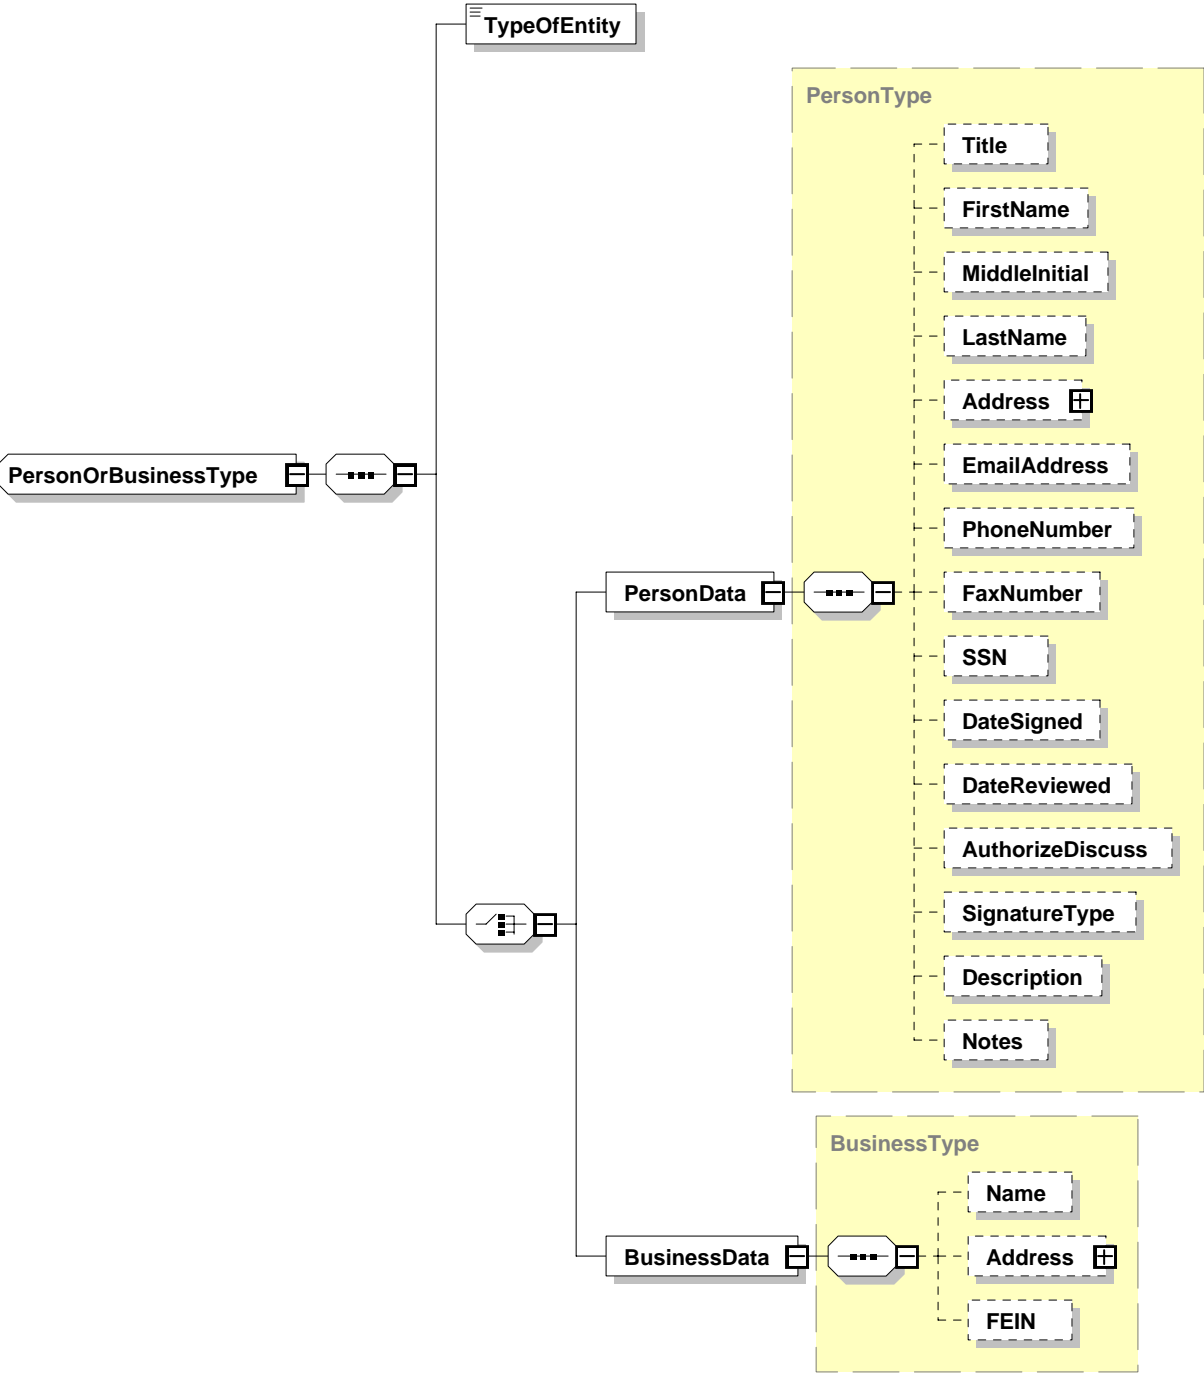 TypeOfEntity
PersonType
Title
FirstName
MiddleInitial
LastName
Address
EmailAddress
PersonOrBusinessType
PhoneNumber
PersonData
FaxNumber
SSN
DateSigned
DateReviewed
AuthorizeDiscuss
SignatureType
Description
Notes
BusinessType
Name
BusinessData
Address
FEIN